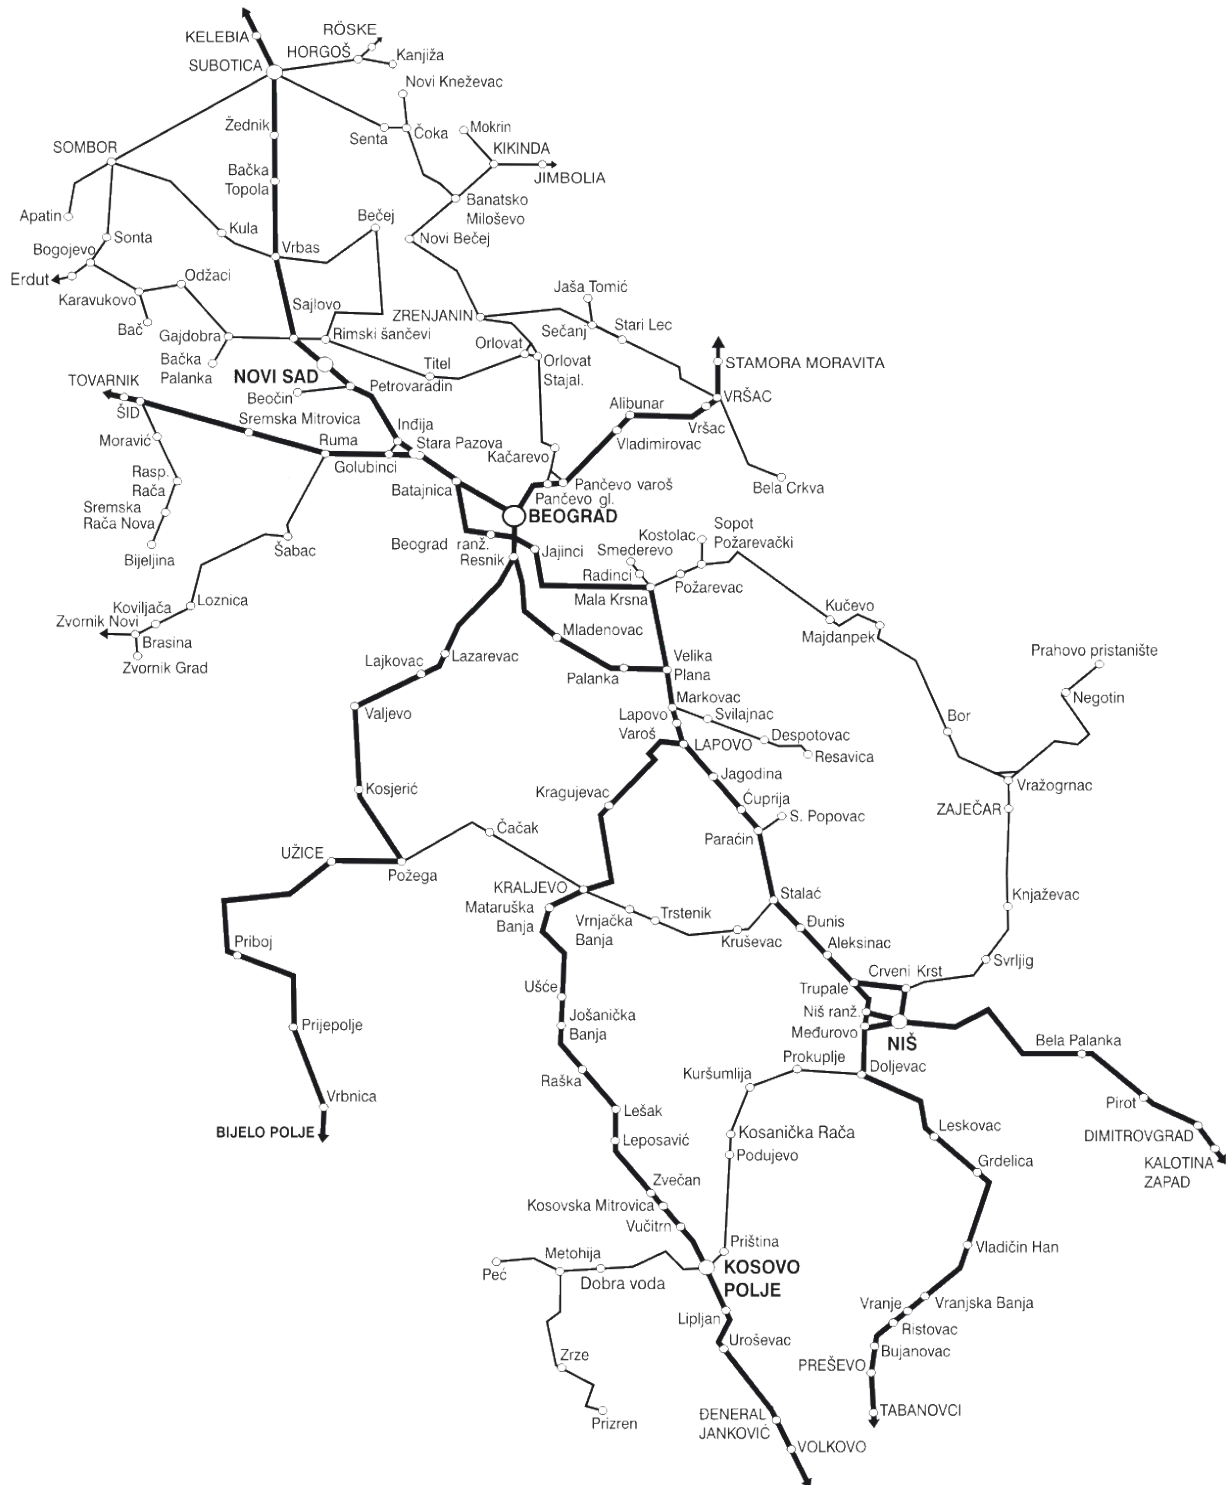 RÖSKE
KELEBIA
HORGOŠ
Kanjiža
SUBOTICA
Novi Kneževac
Žednik
Senta
Čoka
Mokrin
SOMBOR
KIKINDA
JIMBOLIA
Bačka
Topola
Banatsko
Miloševo
Apatin
Bečej
Kula
Sonta
Novi Bečej
Bogojevo
Vrbas
Erdut
Odžaci
Karavukovo
Jaša Tomić
Sajlovo
ZRENJANIN
Bač
Sečanj
Stari Lec
Gajdobra
Rimski šančevi
Orlovat
Bačka
Palanka
Titel
Orlovat
Stajal.
STAMORA MORAVITA
NOVI SAD
TOVARNIK
Petrovaradin
Beočin
VRŠAC
Alibunar
ŠID
Sremska Mitrovica
Inđija
Vršac
Moravić
Ruma
Stara Pazova
Vladimirovac
Golubinci
Kačarevo
Rasp.
Rača
Batajnica
Pančevo varoš
Bela Crkva
Pančevo gl.
Sremska
Rača Nova
BEOGRAD
Sopot
Požarevački
Kostolac
Šabac
Beograd ranž.
Jajinci
Smederevo
Bijeljina
Resnik
Radinci
Požarevac
Mala Krsna
Koviljača
Loznica
Kučevo
Zvornik Novi
Mladenovac
Majdanpek
Brasina
Zvornik Grad
Lajkovac
Lazarevac
Velika
Plana
Prahovo pristanište
Palanka
Markovac
Negotin
Valjevo
Lapovo
Varoš
Svilajnac
Bor
Despotovac
LAPOVO
Resavica
Jagodina
Vražogrnac
Kosjerić
Kragujevac
Ćuprija
ZAJEČAR
S. Popovac
Čačak
Paraćin
UŽICE
Požega
KRALJEVO
Stalać
Knjaževac
Mataruška
Banja
Vrnjačka
Banja
Trstenik
Đunis
Kruševac
Aleksinac
Priboj
Svrljig
Crveni Krst
Trupale
Ušće
Niš ranž.
Jošanička
Banja
Prijepolje
Međurovo
NIŠ
Bela Palanka
Prokuplje
Doljevac
Raška
Kuršumlija
Vrbnica
Lešak
Pirot
BIJELO POLJE
Leposavić
Kosanička Rača
Leskovac
DIMITROVGRAD
Podujevo
Grdelica
KALOTINA
ZAPAD
Zvečan
Kosovska Mitrovica
Vučitrn
Priština
Vladičin Han
Metohija
Peć
Dobra voda
KOSOVO
POLJE
Vranje
Vranjska Banja
Lipljan
Ristovac
Uroševac
Bujanovac
Zrze
PREŠEVO
Prizren
ĐENERAL
JANKOVIĆ
TABANOVCI
VOLKOVO